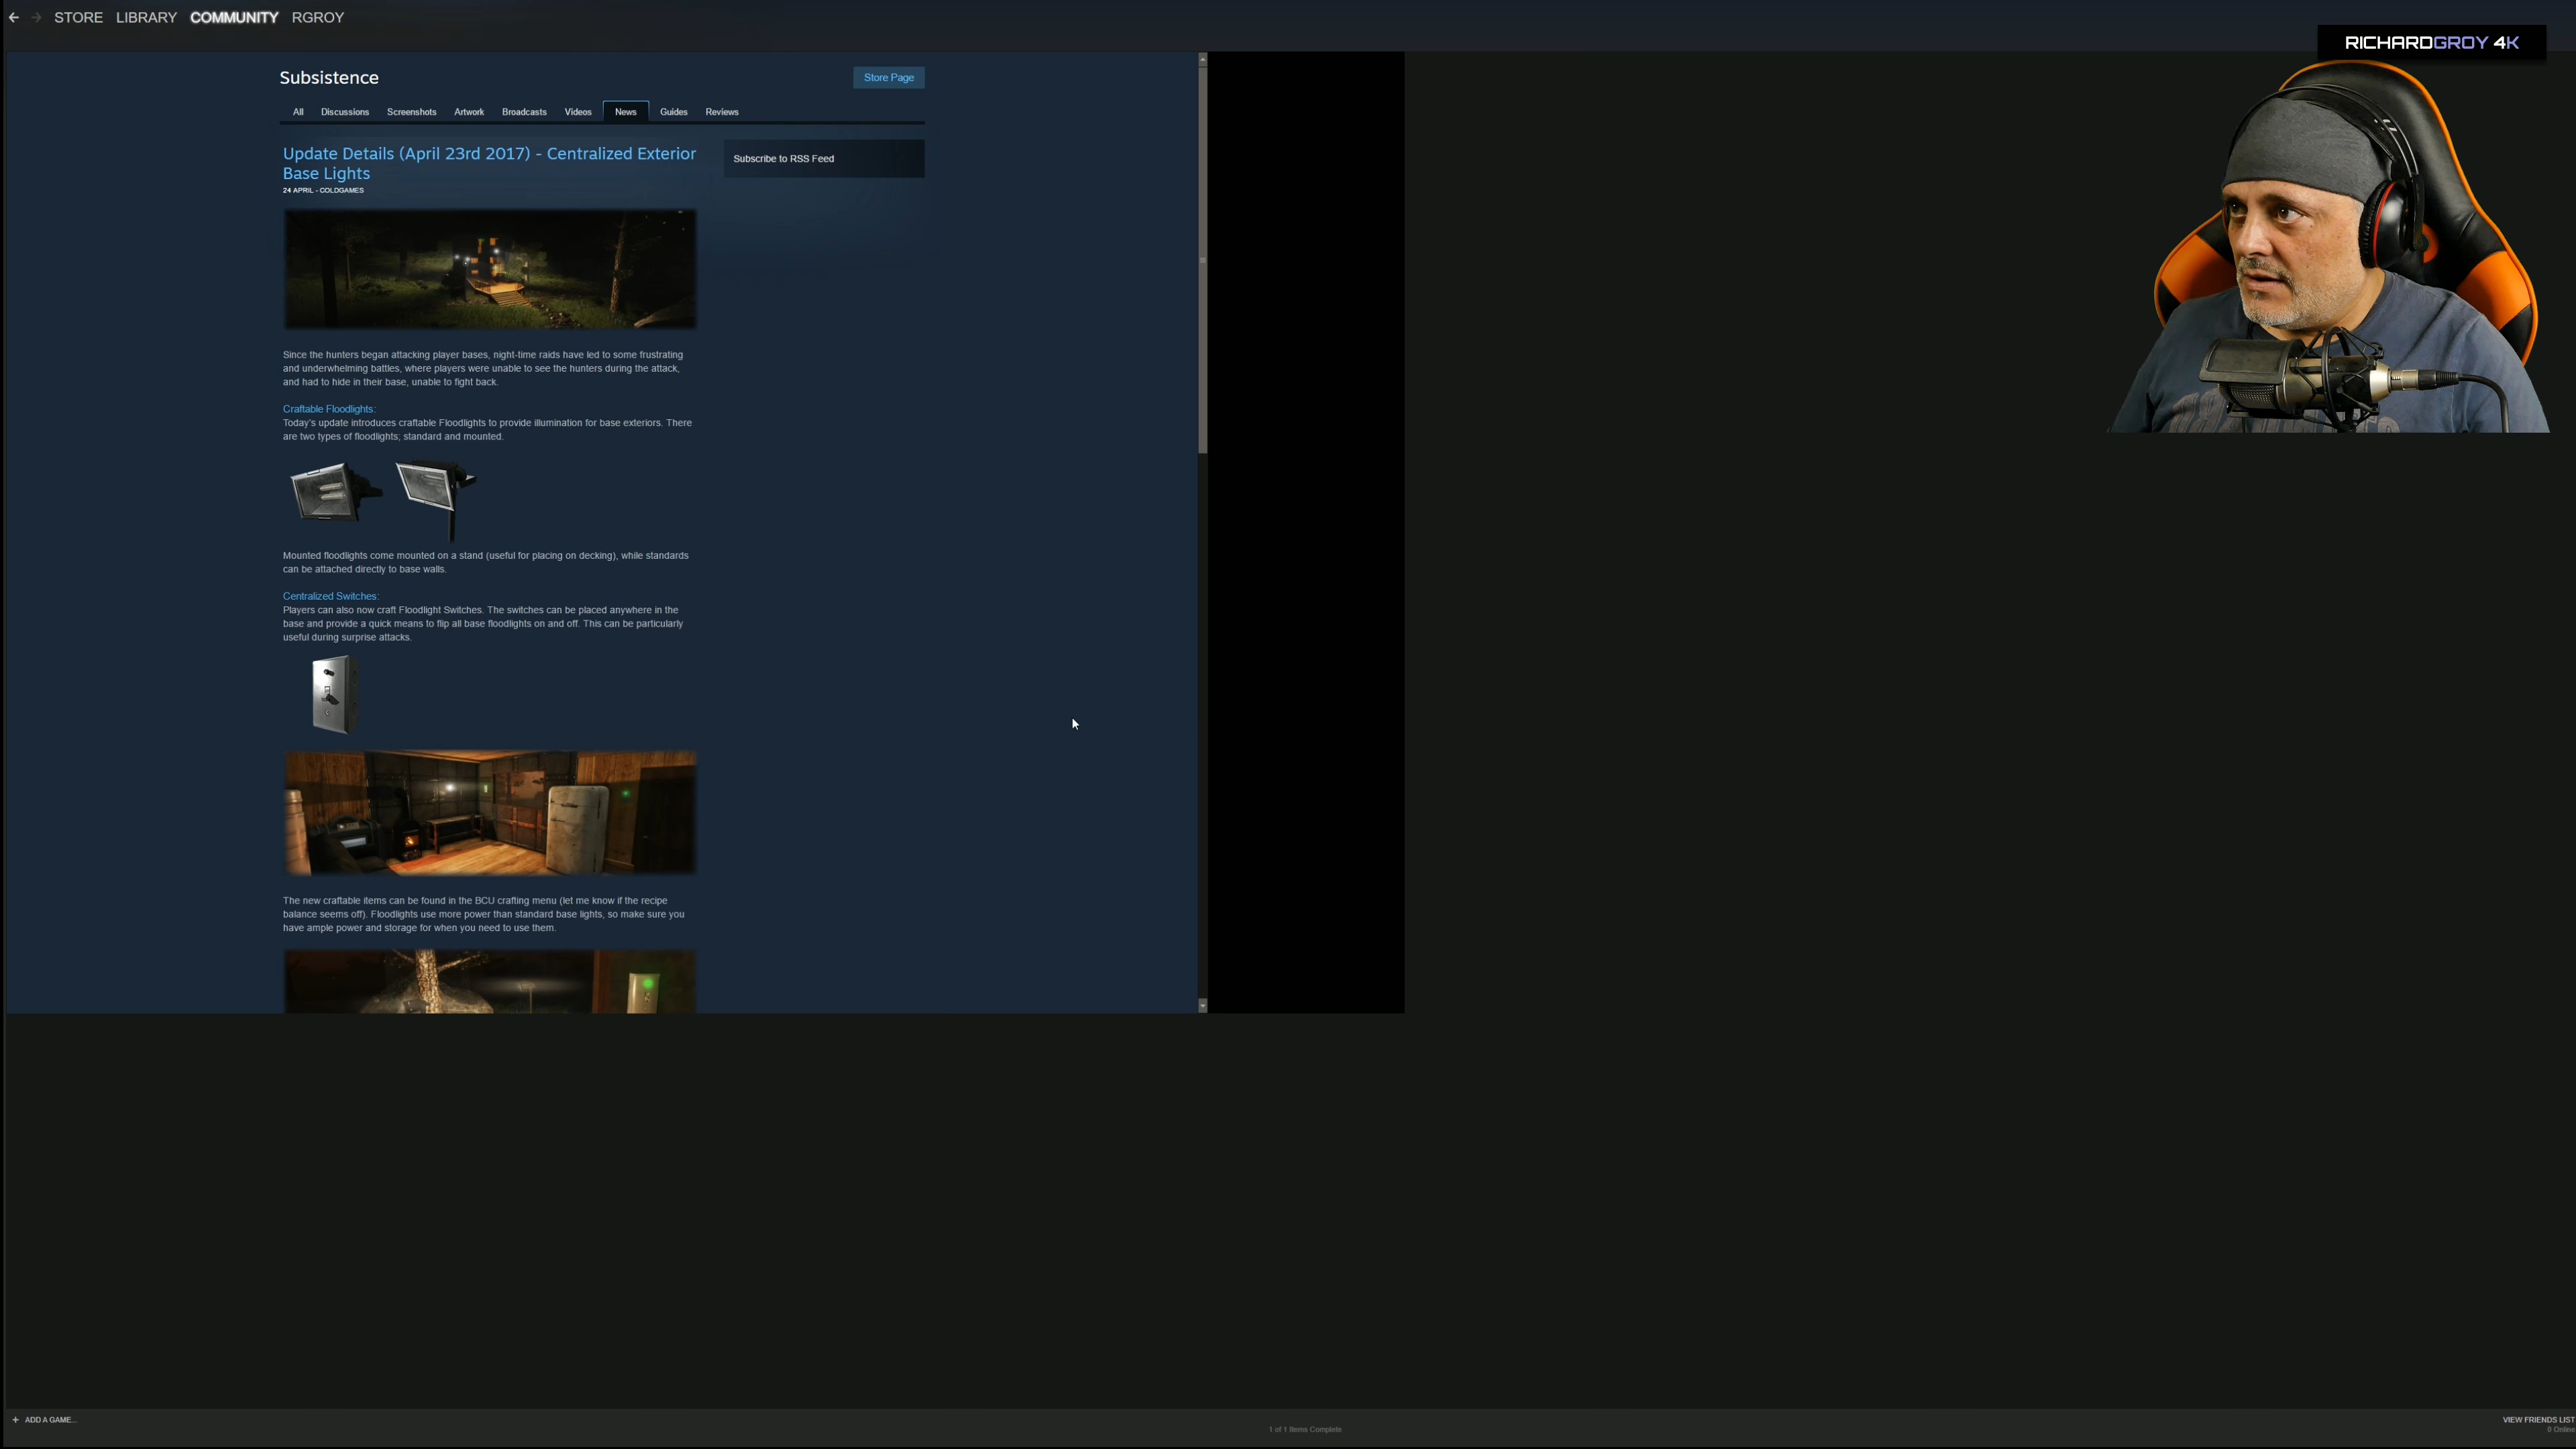 STORE LIBRARY COMMUNITY RGROY
RICHARDGROY 4K
Subsistence
Store Page
All Discussions Screenshots Artwork Broadcasts Videos News Guides Reviews
Update Details (April 23rd 2017) - Centralized Exterior
Base Lights
24 APRIL - COLDGAMES
Subscribe to RSS Feed
Since the hunters began attacking player bases, night-time raids have led to some frustrating
and underwhelming battles, where players were unable to see the hunters during the attack,
and had to hide in their base, unable to fight back.
Craftable Floodlights:
Today's update introduces craftable Floodlights to provide illumination for base exteriors. There
are two types of floodlights; standard and mounted.
Mounted floodlights come mounted on a stand (useful for placing on decking), while standards
can be attached directly to base walls.
Centralized Switches:
Players can also now craft Floodlight Switches. The switches can be placed anywhere in the
base and provide a quick means to flip all base floodlights on and off. This can be particularly
useful during surprise attacks.
The new craftable items can be found in the BCU crafting menu (let me know if the recipe
balance seems off). Floodlights use more power than standard base lights, so make sure you
have ample power and storage for when you need to use them.
+ ADD A GAME...
1 of 1 Items Complete
VIEW FRIENDS LIST
0 Online